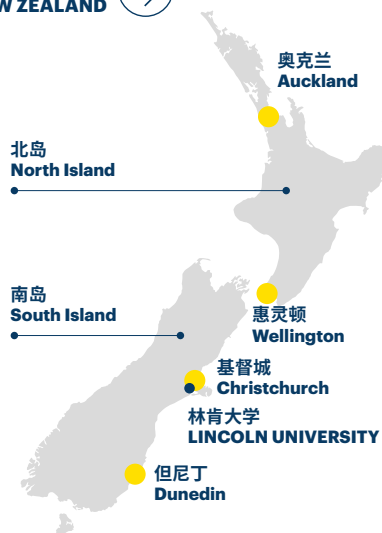 ZEALAND
奥克兰
Auckland
北岛
North Island
南岛
South Island
惠灵顿
Wellington
基督城
Christchurch
林肯大学
LINCOLN UNIVERSITY
但尼丁
Dunedin